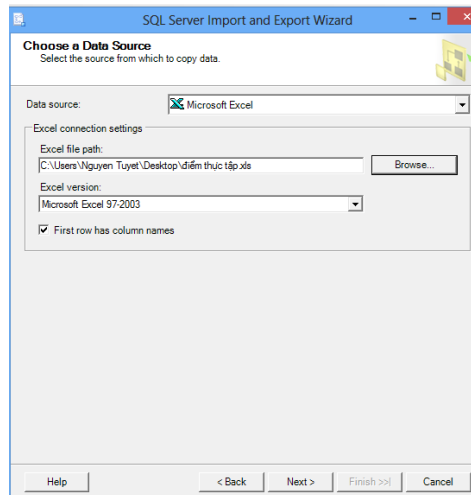 SQL Server Import and Export Wizard
Choose a Data Source
Select the source from which to copy data.
Data source:
Microsoft Excel
Excel connection settings
Excel file path:
C:\Users\Nguyen Tuyet\Desktop\điểm thực tập.xls
Browse...
Excel version:
Microsoft Excel 97-2003
First row has column names
Help
< Back
Next >
Finish >>|
Cancel